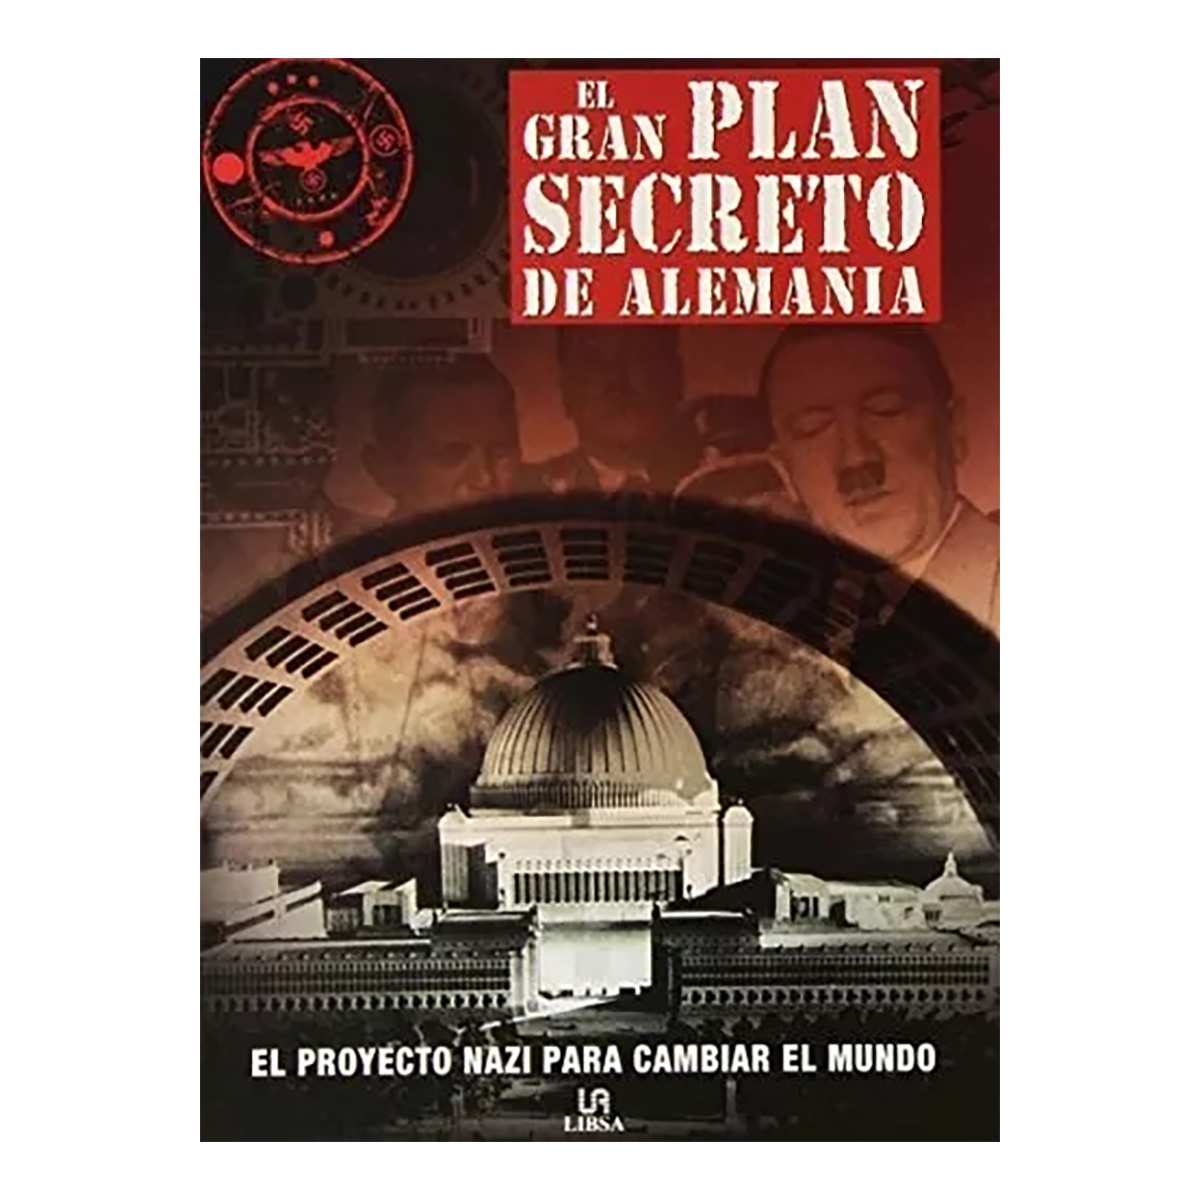 EL
GRAN PLAN
SECRETO
DE ALEMANIA
EL PROYECTO NAZI PARA CAMBIAR EL MUNDO
LIBSA